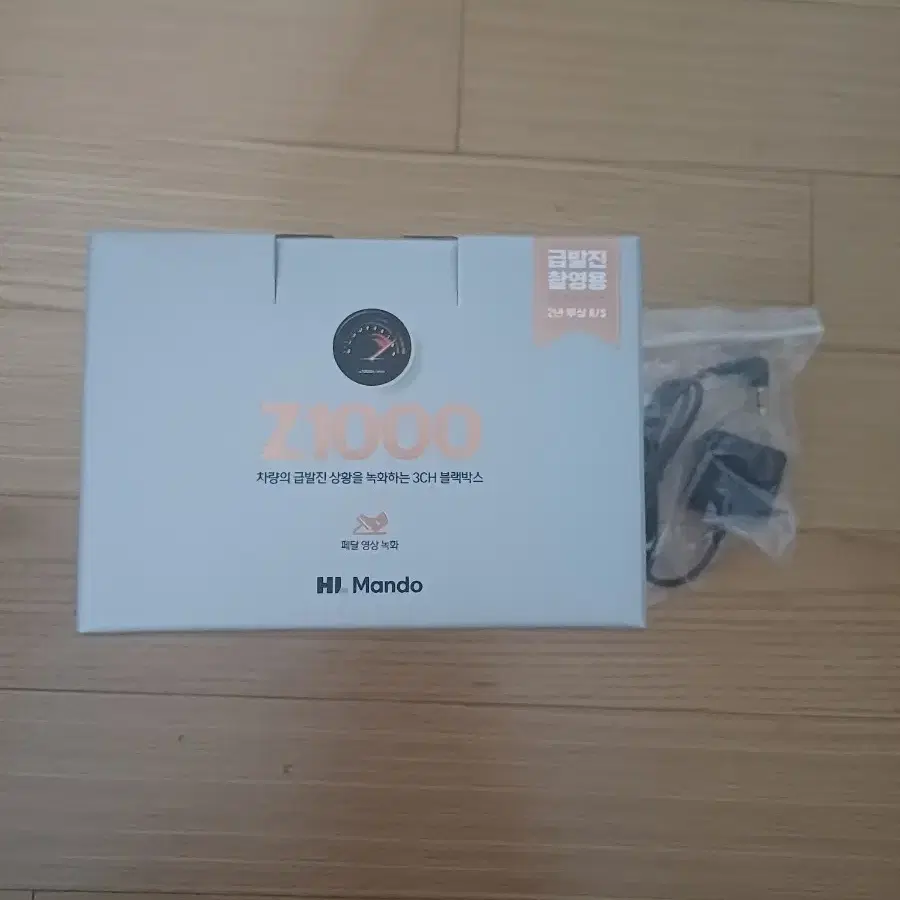 급발진
촬영용
2년 무상 A/S
Z1000
차량의 급발진 상황을 녹화하는 3CH 블랙박스
페달 영상 녹화
HL Mando